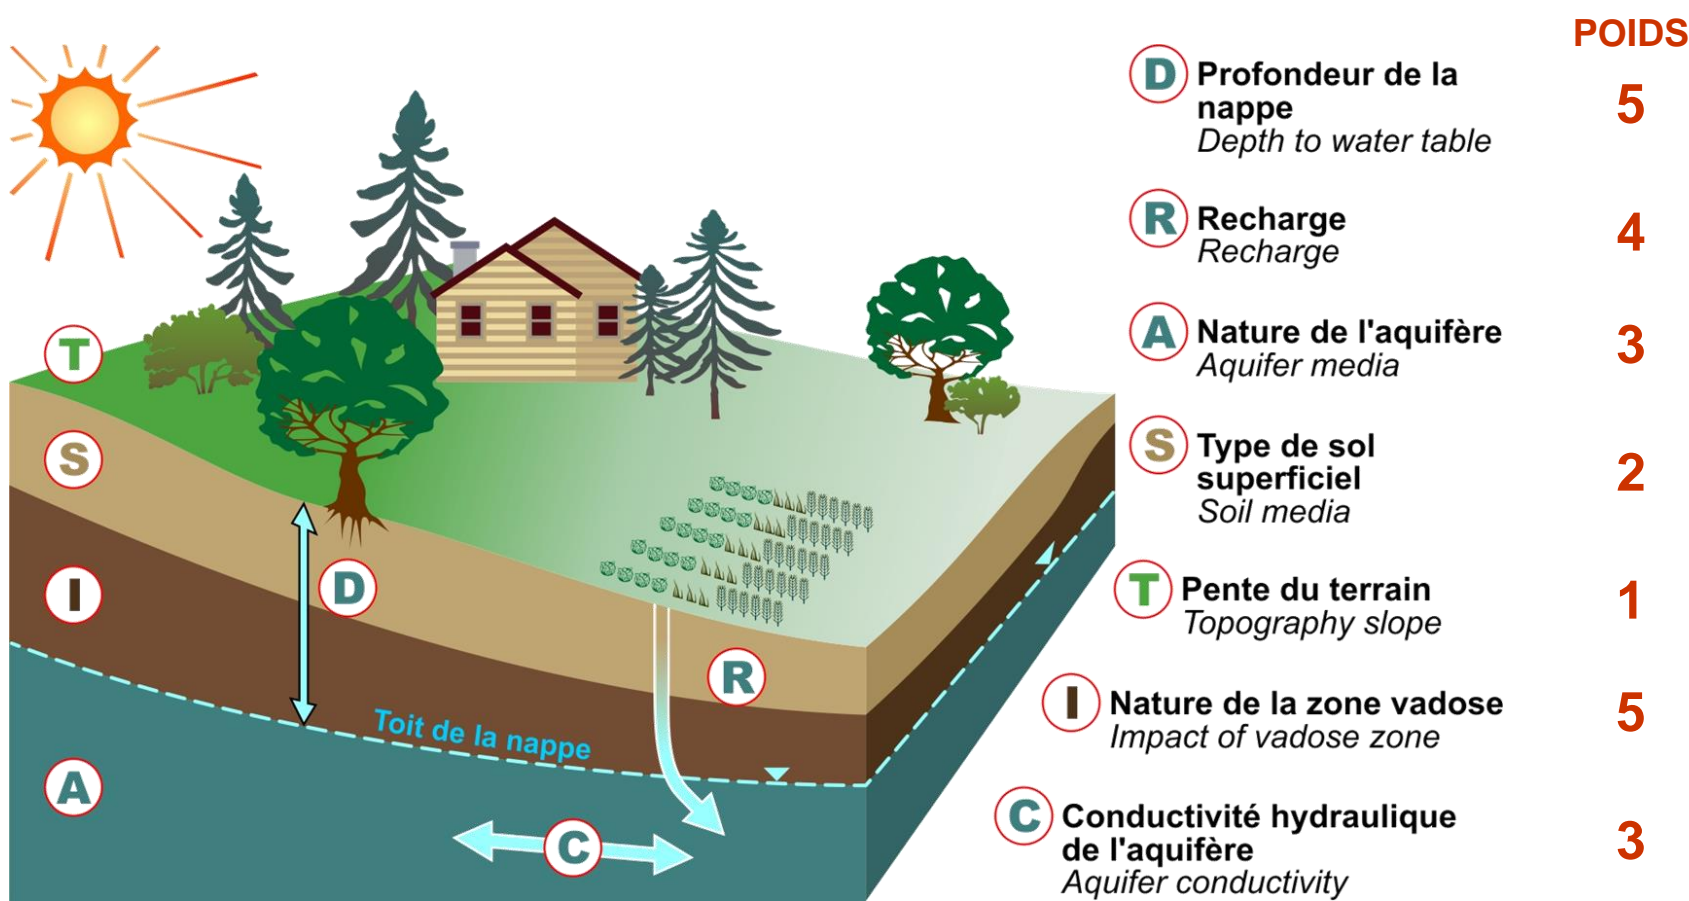 POIDS
D Profondeur de la
nappe
Depth to water table
5
R Recharge
Recharge
4
A Nature de l'aquifère
Aquifer media
3
S Type de sol
superficiel
Soil media
2
T Pente du terrain
Topography slope
1
I Nature de la zone vadose
Impact of vadose zone
5
C Conductivité hydraulique
de l'aquifère
Aquifer conductivity
3
T
S
I
D
R
Toit de la nappe
A
C